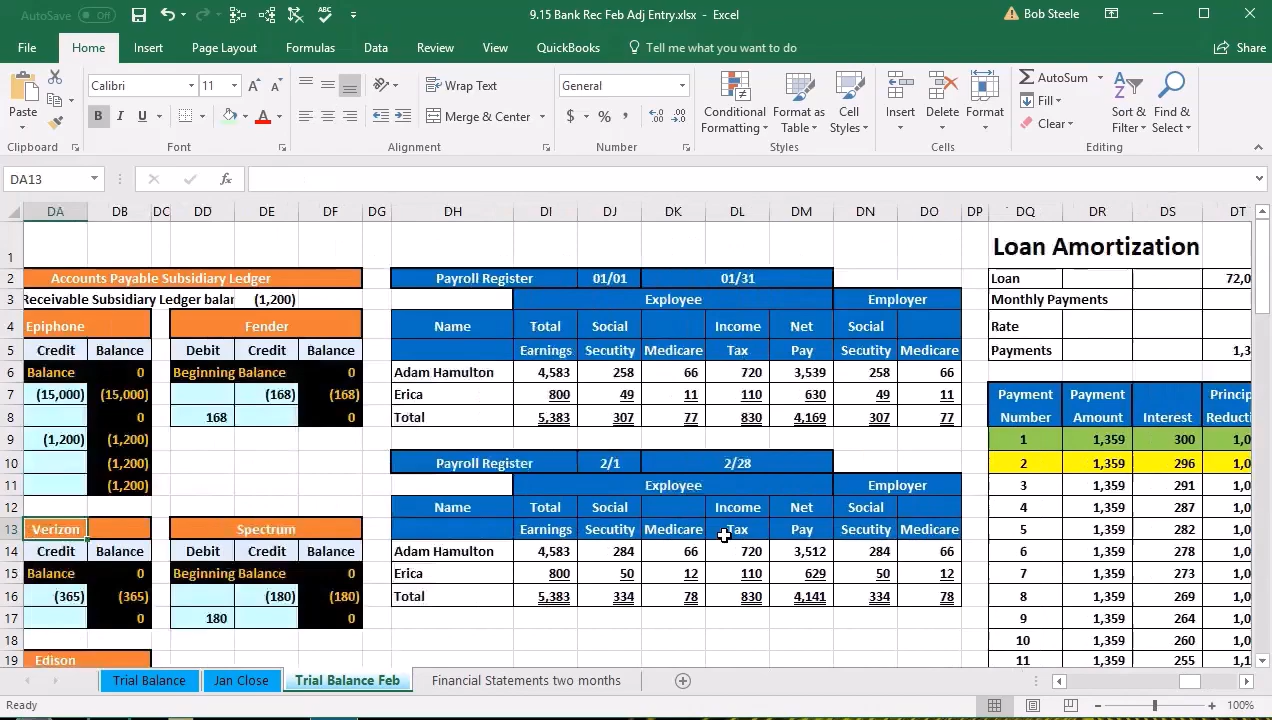 AutoSave Off 9.15 Bank Rec Feb Adj Entry.xlsx - Excel Bob Steele
File Home Insert Page Layout Formulas Data Review View QuickBooks Tell me what you want to do Share
Calibri 11 Wrap Text General AutoSum
Paste Merge & Center Conditional Formatting Format as Table Cell Styles Insert Delete Format Fill Clear Sort & Filter Find & Select
Clipboard Font Alignment Number Styles Cells Editing
DA13 fx
DA DB DC DD DE DF DG DH DI DJ DK DL DM DN DO DP DQ DR DS DT
1 Loan Amortization
2 Accounts Payable Subsidiary Ledger Payroll Register 01/01 01/31 Loan 72,0
3 Receivable Subsidiary Ledger balar (1,200) Exployee Employer Monthly Payments
4 Epiphone Fender Name Total Social Income Net Social Rate
5 Credit Balance Debit Credit Balance Earnings Secutity Medicare Tax Pay Secutity Medicare Payments 1,3
6 Balance 0 Beginning Balance 0 Adam Hamulton 4,583 258 66 720 3,539 258 66
7 (15,000) (15,000) (168) (168) Erica 800 49 11 110 630 49 11 Payment Payment Princip
8 0 168 0 Total 5,383 307 77 830 4,169 307 77 Number Amount Interest Reduct
9 (1,200) (1,200) 1 1,359 300 1,0
10 (1,200) Payroll Register 2/1 2/28 2 1,359 296 1,0
11 (1,200) Exployee Employer 3 1,359 291 1,0
12 Name Total Social Income Net Social 4 1,359 287 1,0
13 Verizon Spectrum Earnings Secutity Medicare Tax Pay Secutity Medicare 5 1,359 282 1,0
14 Credit Balance Debit Credit Balance Adam Hamulton 4,583 284 66 720 3,512 284 66 6 1,359 278 1,0
15 Balance 0 Beginning Balance 0 Erica 800 50 12 110 629 50 12 7 1,359 273 1,0
16 (365) (365) (180) (180) Total 5,383 334 78 830 4,141 334 78 8 1,359 269 1,0
17 0 180 0 9 1,359 264 1,0
18 10 1,359 260 1,0
19 Edison 11 1,359 255 1,1
Trial Balance Jan Close Trial Balance Feb Financial Statements two months
Ready 100%